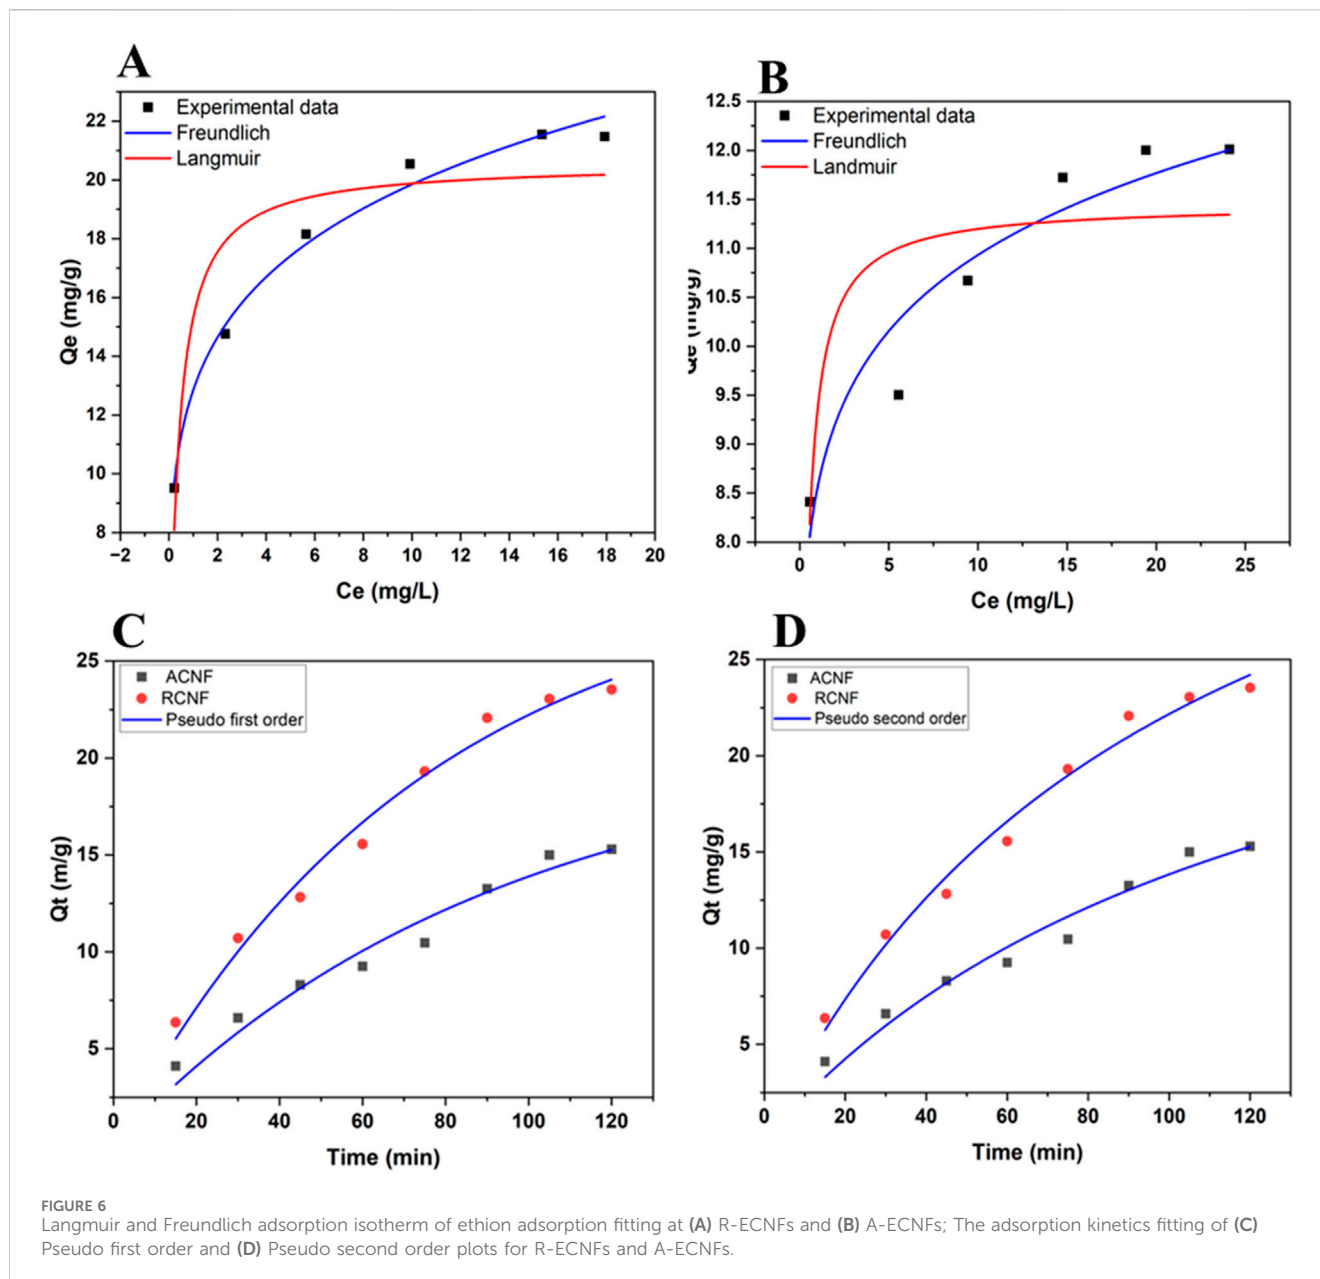 A
Experimental data
Freundlich
Langmuir
22
20
18
16
14
12
10
8
Qe (mg/g)
−2 0 2 4 6 8 10 12 14 16 18 20
Ce (mg/L)
B
Experimental data
Freundlich
Landmuir
12.5
12.0
11.5
11.0
10.5
10.0
9.5
9.0
8.5
8.0
Qe (mg/g)
0 5 10 15 20 25
Ce (mg/L)
C
ACNF
RCNF
Pseudo first order
25
20
15
10
5
Qt (m/g)
0 20 40 60 80 100 120
Time (min)
D
ACNF
RCNF
Pseudo second order
25
20
15
10
5
Qt (mg/g)
0 20 40 60 80 100 120
Time (min)
FIGURE 6
Langmuir and Freundlich adsorption isotherm of ethion adsorption fitting at (A) R-ECNFs and (B) A-ECNFs; The adsorption kinetics fitting of (C)
Pseudo first order and (D) Pseudo second order plots for R-ECNFs and A-ECNFs.